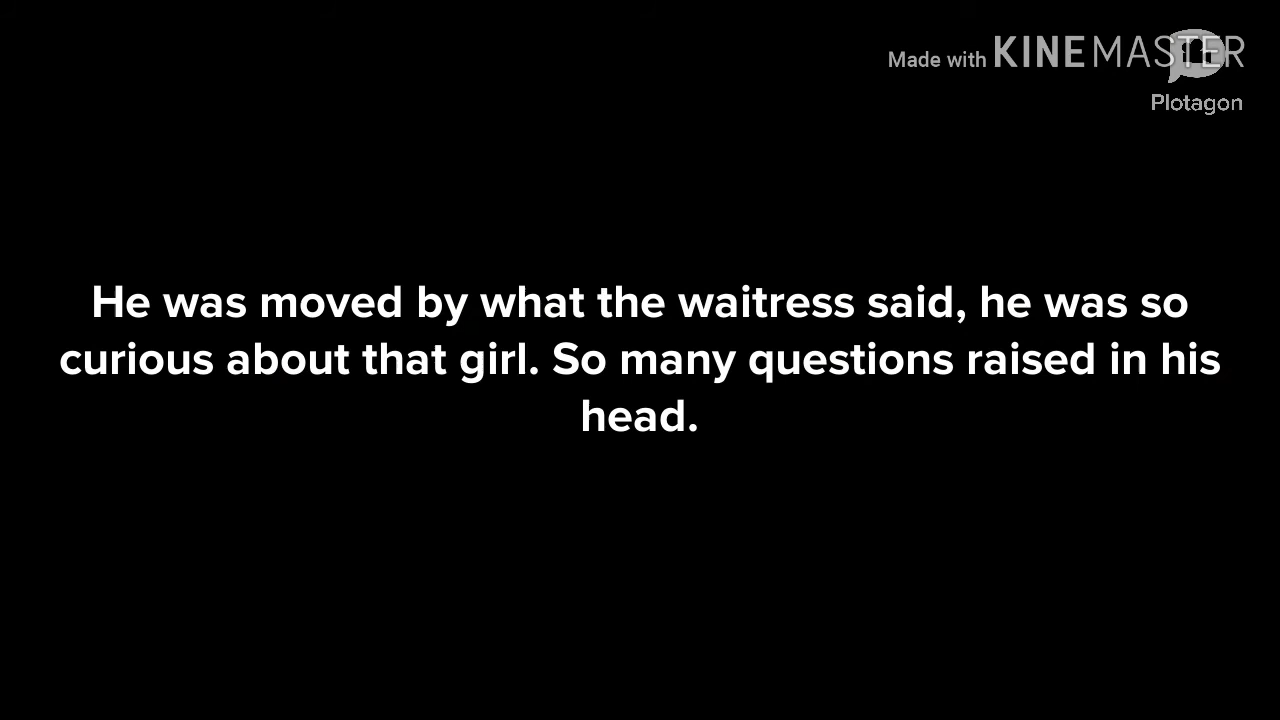 Made with KINEMASTER
Plotagon
He was moved by what the waitress said, he was so
curious about that girl. So many questions raised in his
head.